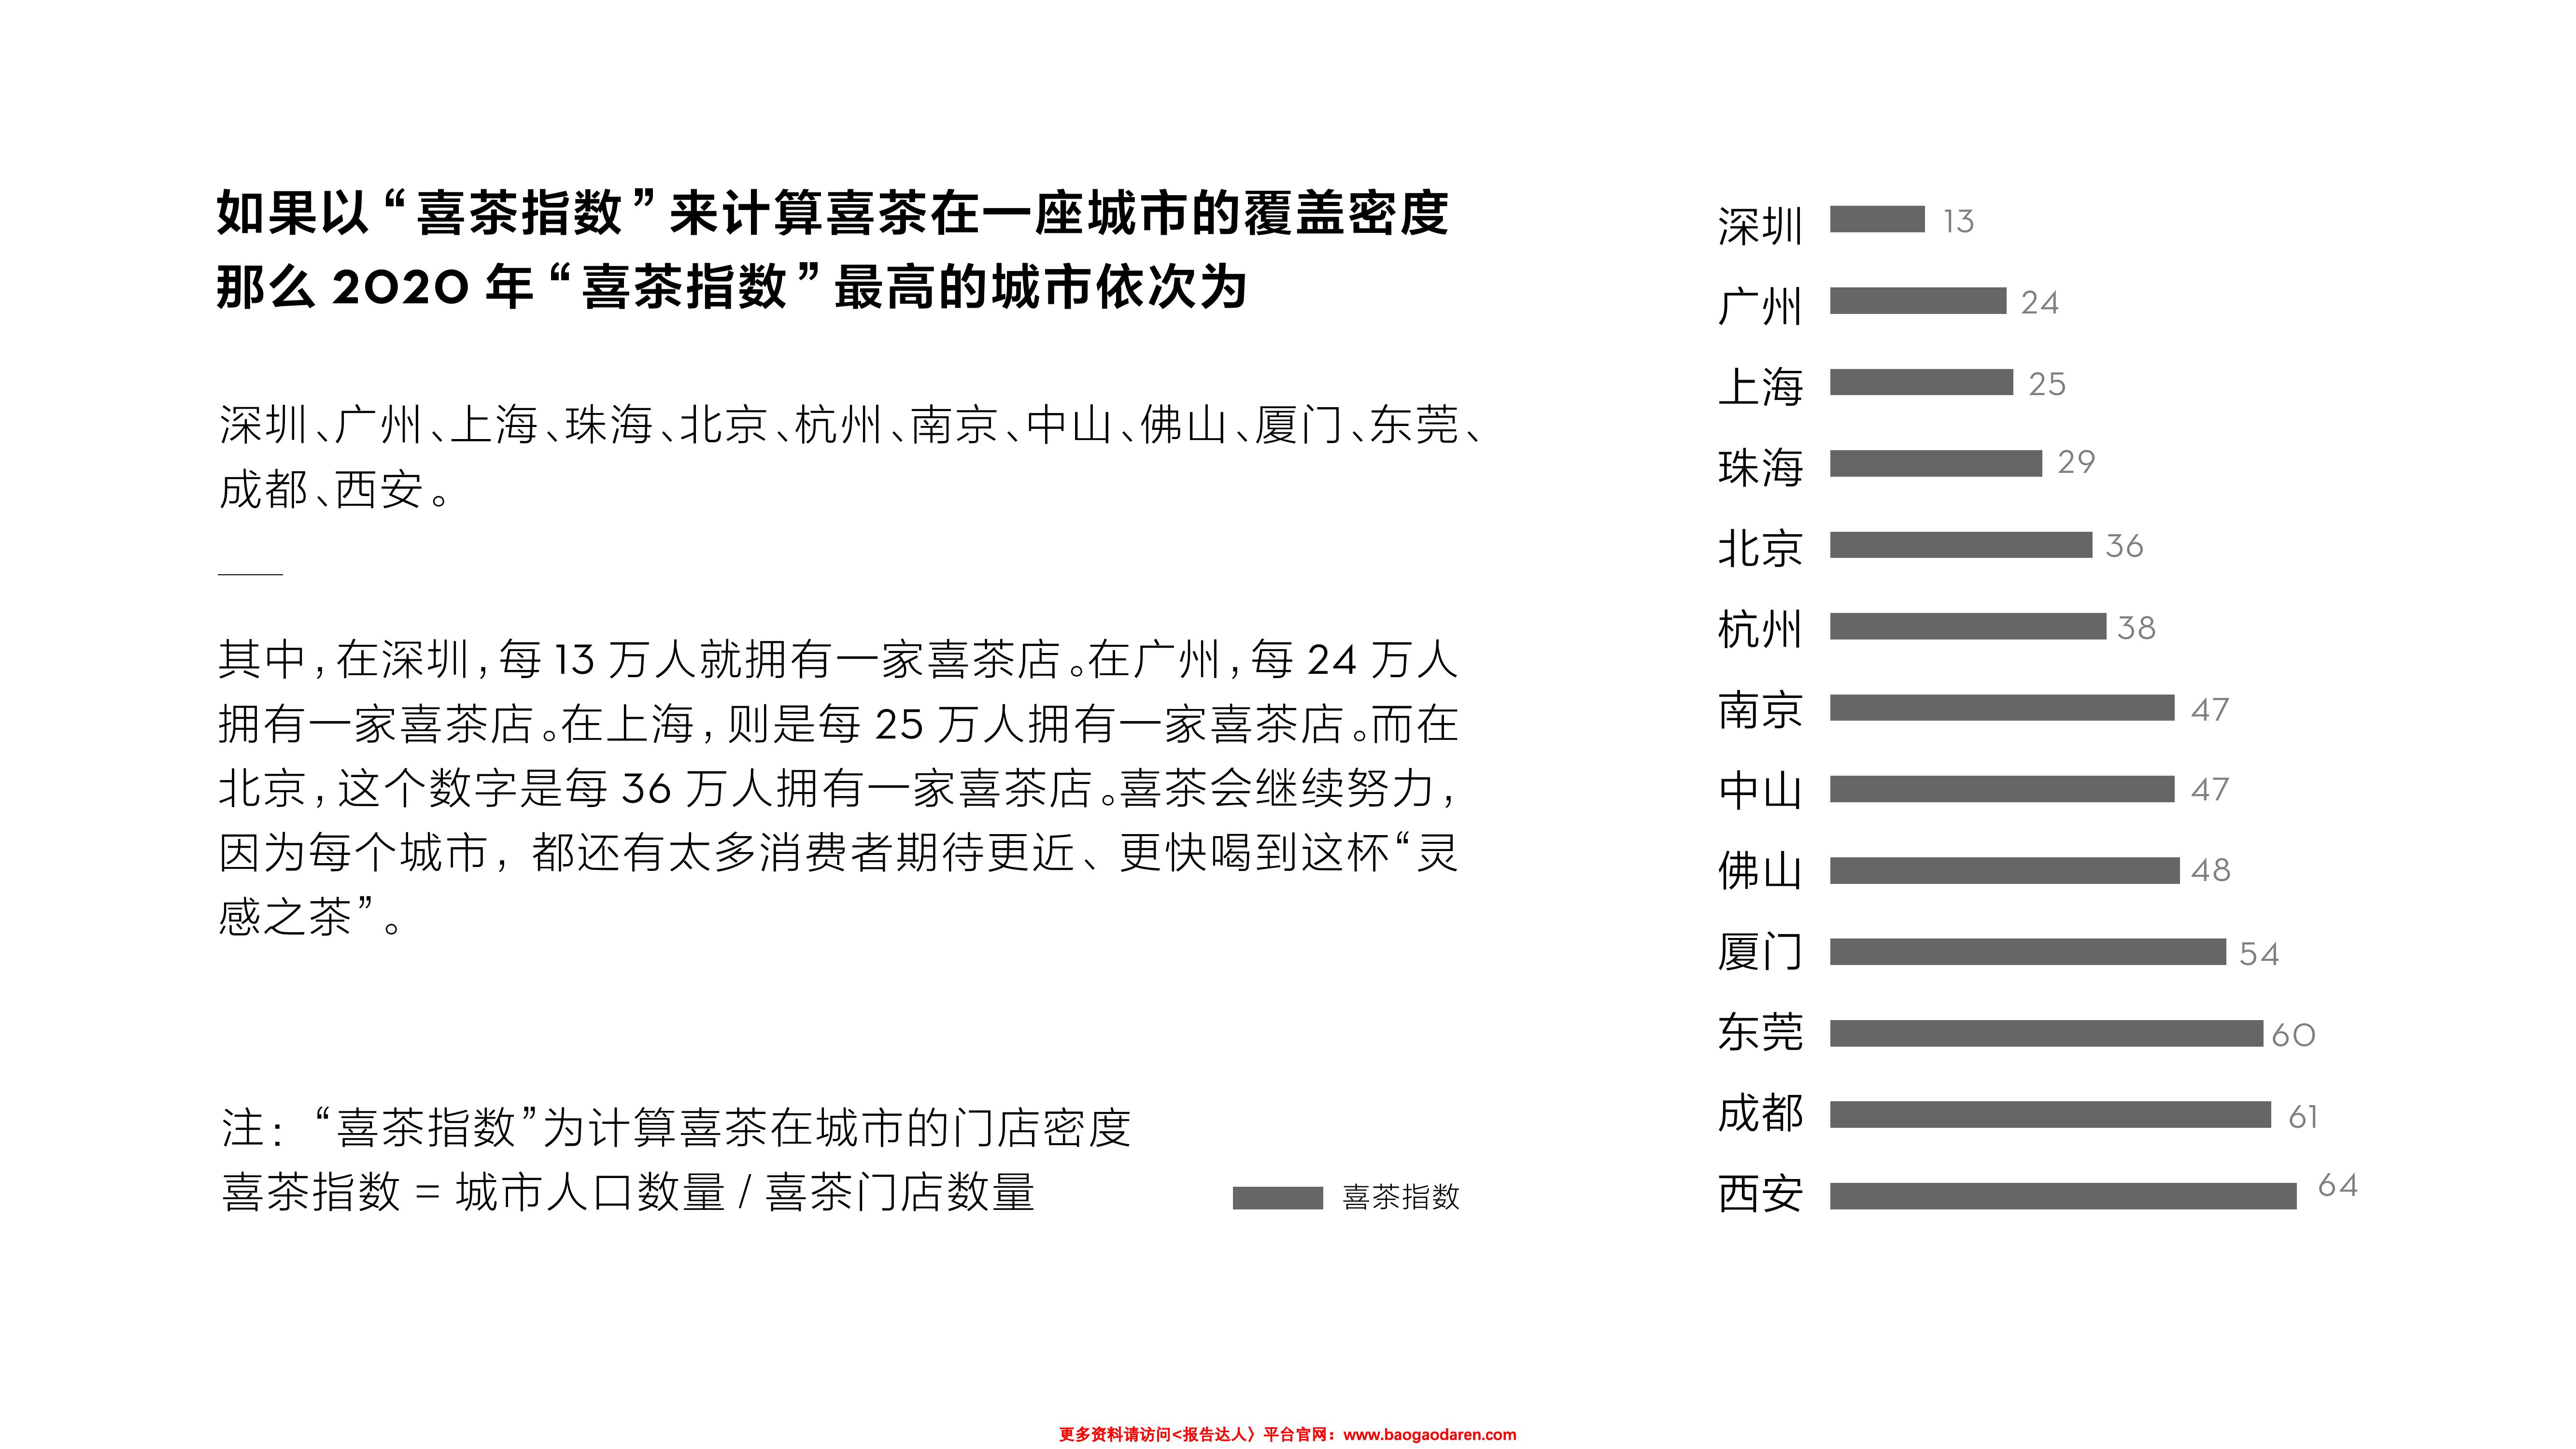 如果以“喜茶指数”来计算喜茶在一座城市的覆盖密度
那么 2020 年“喜茶指数”最高的城市依次为
深圳、广州、上海、珠海、北京、杭州、南京、中山、佛山、厦门、东莞、
成都、西安。
其中，在深圳，每 13 万人就拥有一家喜茶店。在广州，每 24 万人
拥有一家喜茶店。在上海，则是每 25 万人拥有一家喜茶店。而在
北京，这个数字是每 36 万人拥有一家喜茶店。喜茶会继续努力，
因为每个城市，都还有太多消费者期待更近、更快喝到这杯“灵
感之茶”。
注：“喜茶指数”为计算喜茶在城市的门店密度
喜茶指数 = 城市人口数量 / 喜茶门店数量
喜茶指数
深圳 13
广州 24
上海 25
珠海 29
北京 36
杭州 38
南京 47
中山 47
佛山 48
厦门 54
东莞 60
成都 61
西安 64
更多资料请访问<报告达人〉平台官网：www.baogaodaren.com